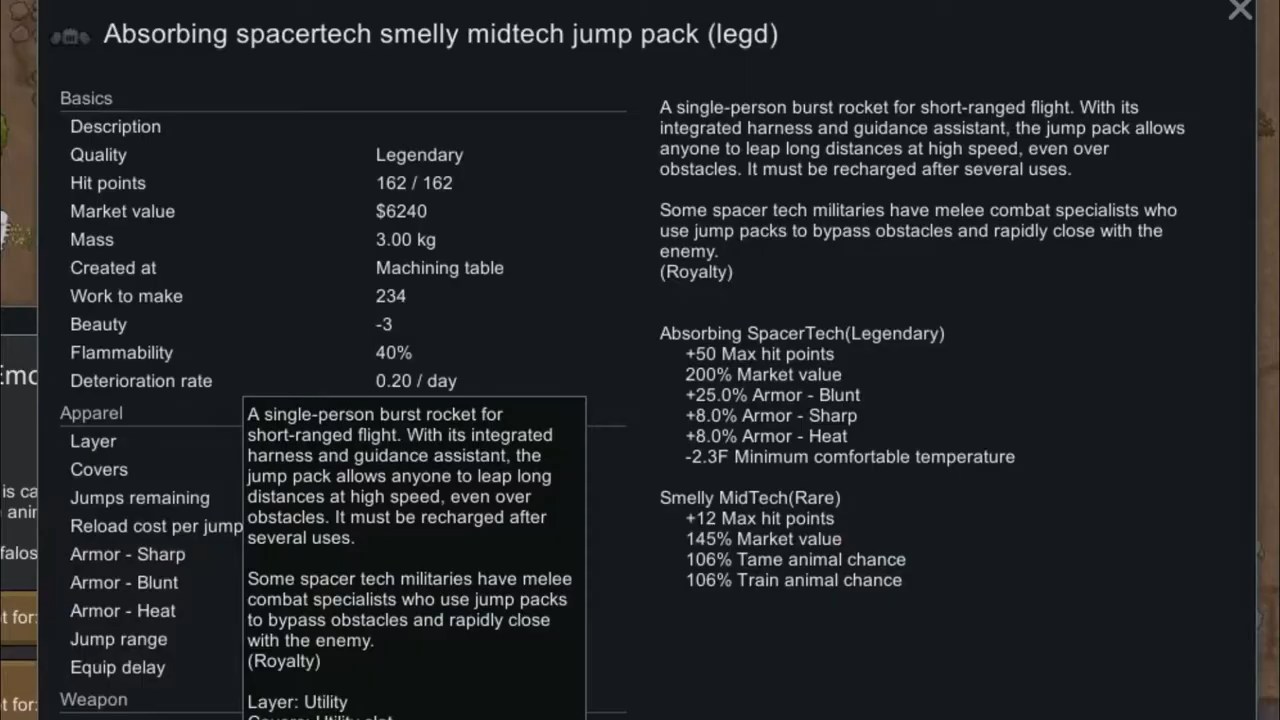 Absorbing spacertech smelly midtech jump pack (legd)
Basics
Description
Quality Legendary
Hit points 162 / 162
Market value $6240
Mass 3.00 kg
Created at Machining table
Work to make 234
Beauty -3
Flammability 40%
Deterioration rate 0.20 / day
Apparel
Layer
Covers
Jumps remaining
Reload cost per jump
Armor - Sharp
Armor - Blunt
Armor - Heat
Jump range
Equip delay
Weapon
A single-person burst rocket for
short-ranged flight. With its integrated
harness and guidance assistant, the
jump pack allows anyone to leap long
distances at high speed, even over
obstacles. It must be recharged after
several uses.
Some spacer tech militaries have melee
combat specialists who use jump packs
to bypass obstacles and rapidly close
with the enemy.
(Royalty)
Layer: Utility
Covers: Utility slot
A single-person burst rocket for short-ranged flight. With its
integrated harness and guidance assistant, the jump pack allows
anyone to leap long distances at high speed, even over
obstacles. It must be recharged after several uses.
Some spacer tech militaries have melee combat specialists who
use jump packs to bypass obstacles and rapidly close with the
enemy.
(Royalty)
Absorbing SpacerTech(Legendary)
+50 Max hit points
200% Market value
+25.0% Armor - Blunt
+8.0% Armor - Sharp
+8.0% Armor - Heat
-2.3F Minimum comfortable temperature
Smelly MidTech(Rare)
+12 Max hit points
145% Market value
106% Tame animal chance
106% Train animal chance